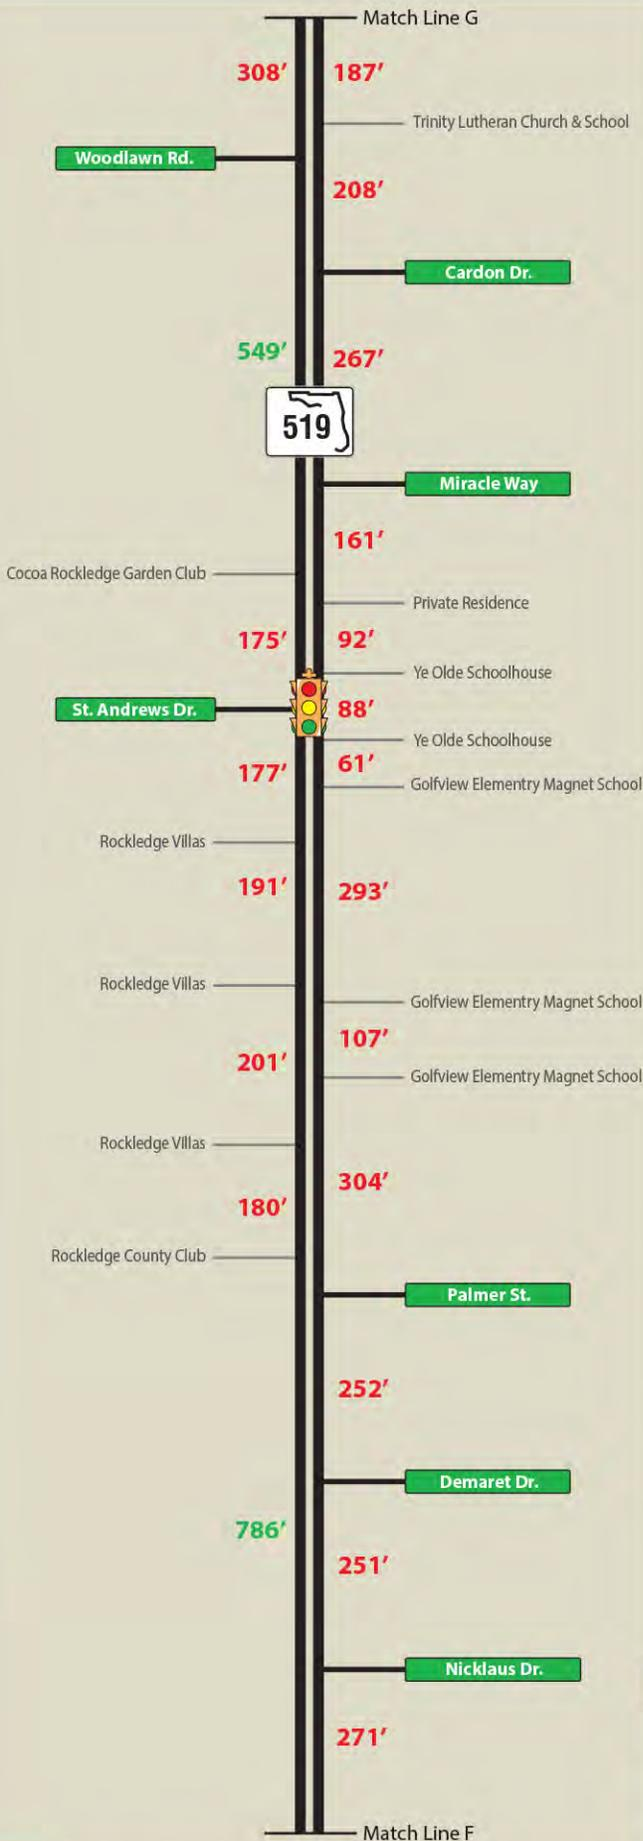 Match Line G
308′ 187′
Trinity Lutheran Church & School
Woodlawn Rd.
208′
Cardon Dr.
549′ 267′
519
Miracle Way
161′
Cocoa Rockledge Garden Club
Private Residence
175′ 92′
Ye Olde Schoolhouse
St. Andrews Dr. 88′
Ye Olde Schoolhouse
177′ 61′
Golfview Elementry Magnet School
Rockledge Villas
191′ 293′
Rockledge Villas
Golfview Elementry Magnet School
107′
201′
Golfview Elementry Magnet School
Rockledge Villas
304′
180′
Rockledge County Club
Palmer St.
252′
Demaret Dr.
786′
251′
Nicklaus Dr.
271′
Match Line F